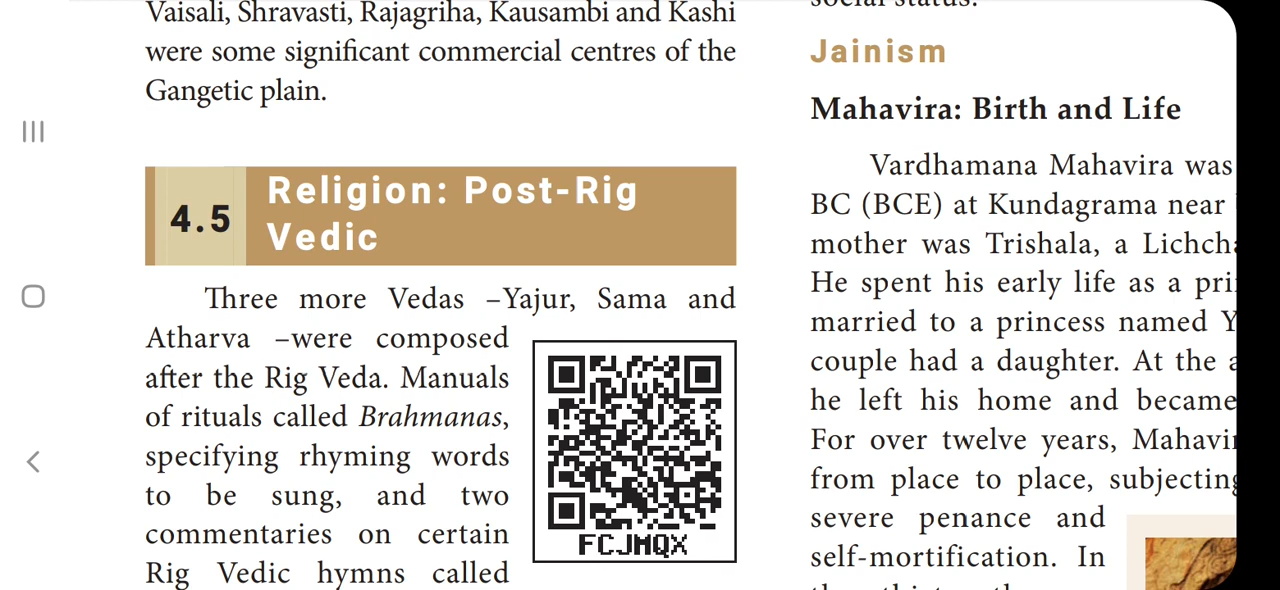 Vaisali, Shravasti, Rajagriha, Kausambi and Kashi
were some significant commercial centres of the
Gangetic plain.
4.5 Religion: Post-Rig
Vedic
Three more Vedas –Yajur, Sama and
Atharva –were composed
after the Rig Veda. Manuals
of rituals called Brahmanas,
specifying rhyming words
to be sung, and two
commentaries on certain
Rig Vedic hymns called
FCJMQX
social status.
Jainism
Mahavira: Birth and Life
Vardhamana Mahavira was
BC (BCE) at Kundagrama near
mother was Trishala, a
He spent his early life as a
married to a princess named
couple had a daughter. At the
he left his home and became
For over twelve years,
from place to place, subjecting
severe penance and
self-mortification. In